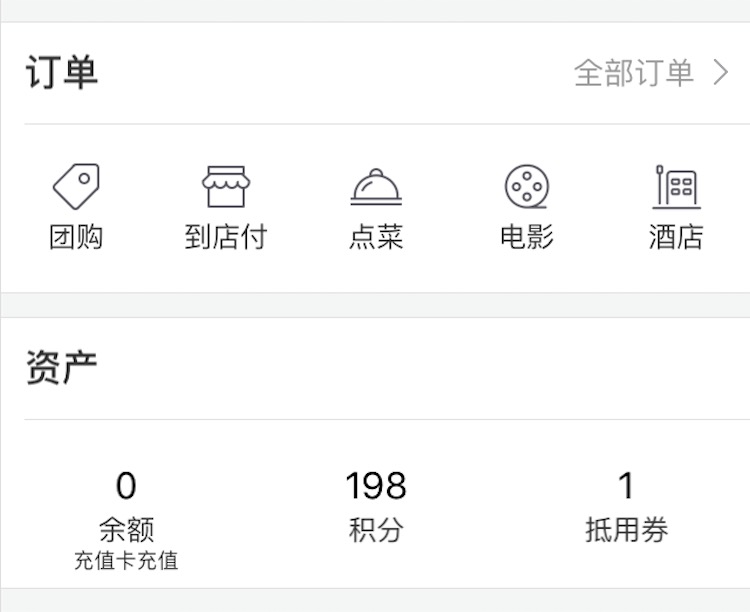 订单
全部订单
团购 到店付 点菜 电影 酒店
资产
0 198 1
余额 积分 抵用券
充值卡充值